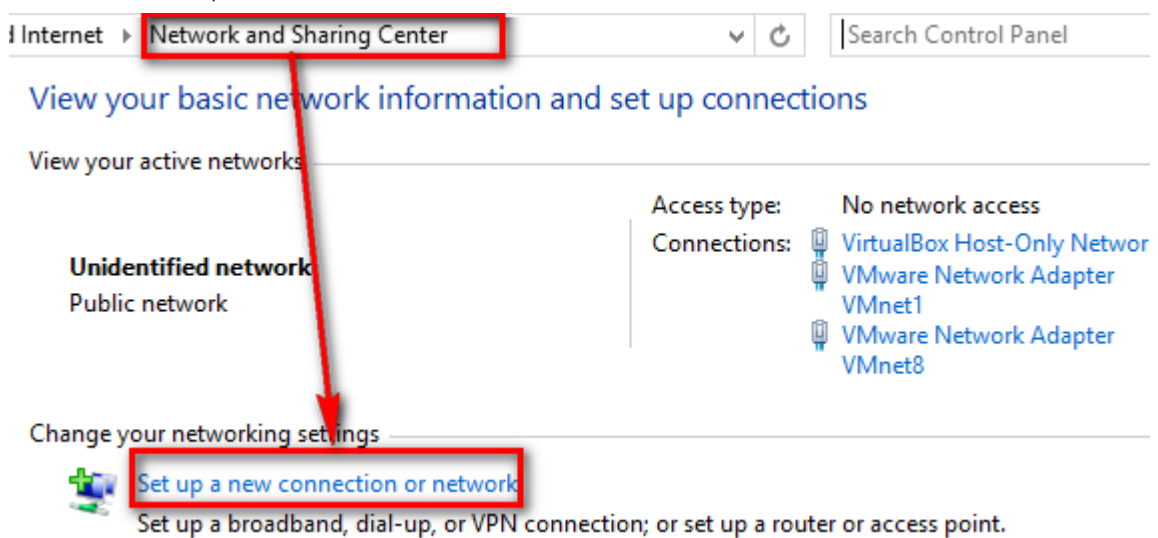 d Internet ▸ Network and Sharing Center Search Control Panel
View your basic network information and set up connections
View your active networks
Access type: No network access
Connections: VirtualBox Host-Only Networ
Unidentified network VMware Network Adapter
Public network VMnet1
VMware Network Adapter
VMnet8
Change your networking settings
Set up a new connection or network
Set up a broadband, dial-up, or VPN connection; or set up a router or access point.